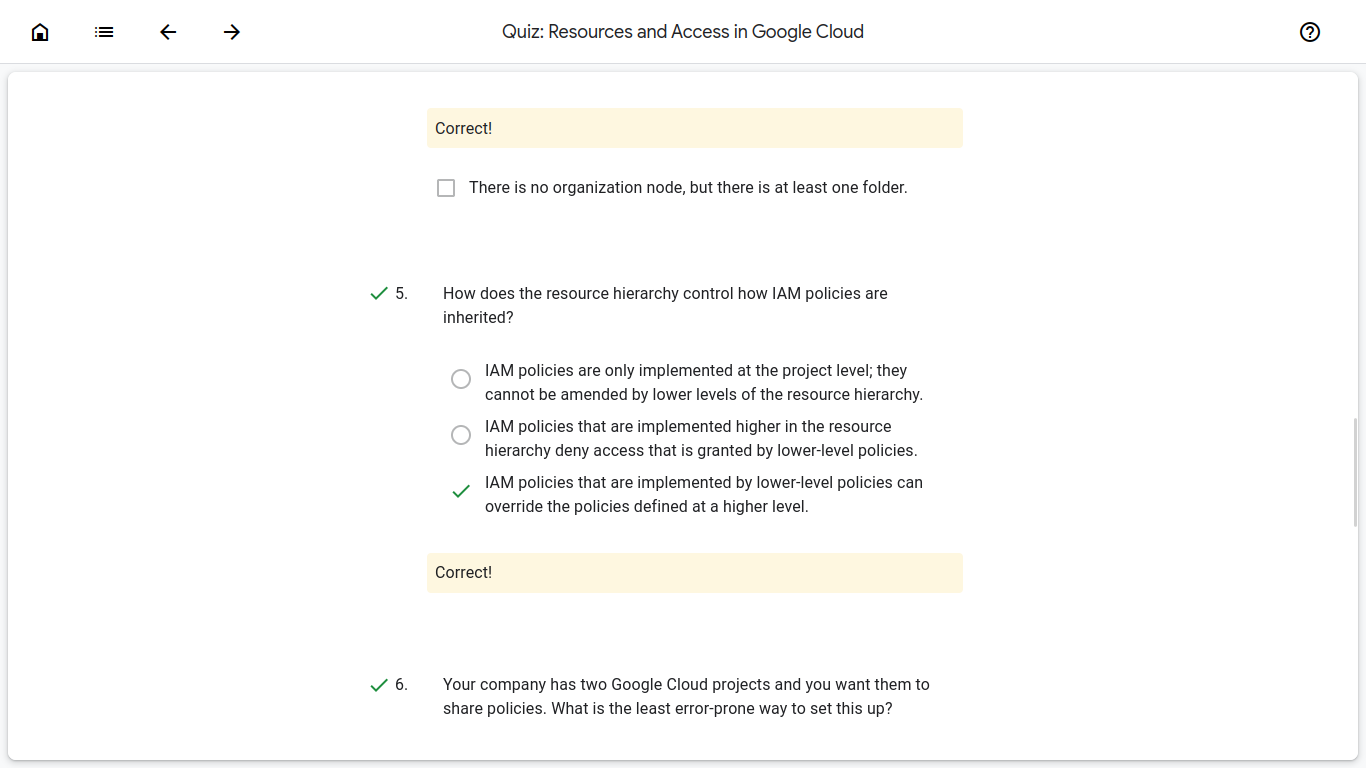 Quiz: Resources and Access in Google Cloud
Correct!
There is no organization node, but there is at least one folder.
5. How does the resource hierarchy control how IAM policies are
inherited?
IAM policies are only implemented at the project level; they
cannot be amended by lower levels of the resource hierarchy.
IAM policies that are implemented higher in the resource
hierarchy deny access that is granted by lower-level policies.
IAM policies that are implemented by lower-level policies can
override the policies defined at a higher level.
Correct!
6. Your company has two Google Cloud projects and you want them to
share policies. What is the least error-prone way to set this up?